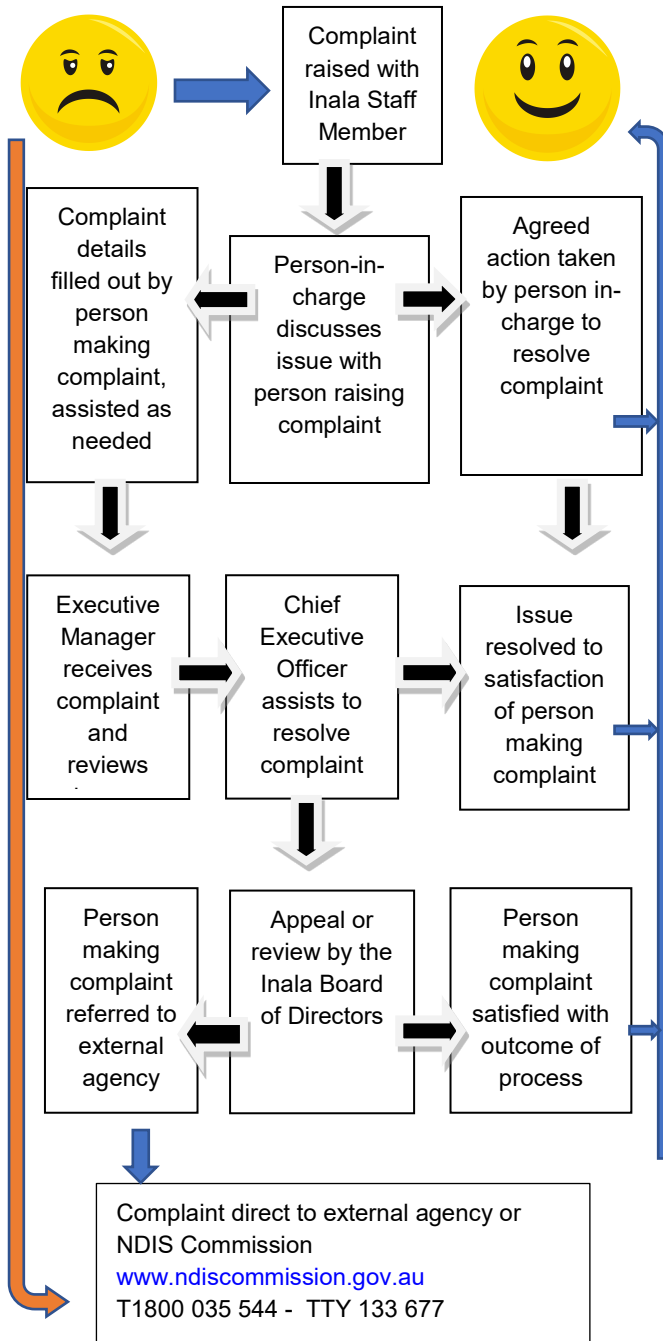 Complaint
raised with
Inala Staff
Member
Complaint
details
filled out by
person
making
complaint,
assisted as
needed
Person-in-
charge
discusses
issue with
person raising
complaint
Agreed
action taken
by person in-
charge to
resolve
complaint
Executive
Manager
receives
complaint
and
reviews
Chief
Executive
Officer
assists to
resolve
complaint
Issue
resolved to
satisfaction
of person
making
complaint
Person
making
complaint
referred to
external
agency
Appeal or
review by the
Inala Board
of Directors
Person
making
complaint
satisfied with
outcome of
process
Complaint direct to external agency or
NDIS Commission
www.ndiscommission.gov.au
T1800 035 544 - TTY 133 677